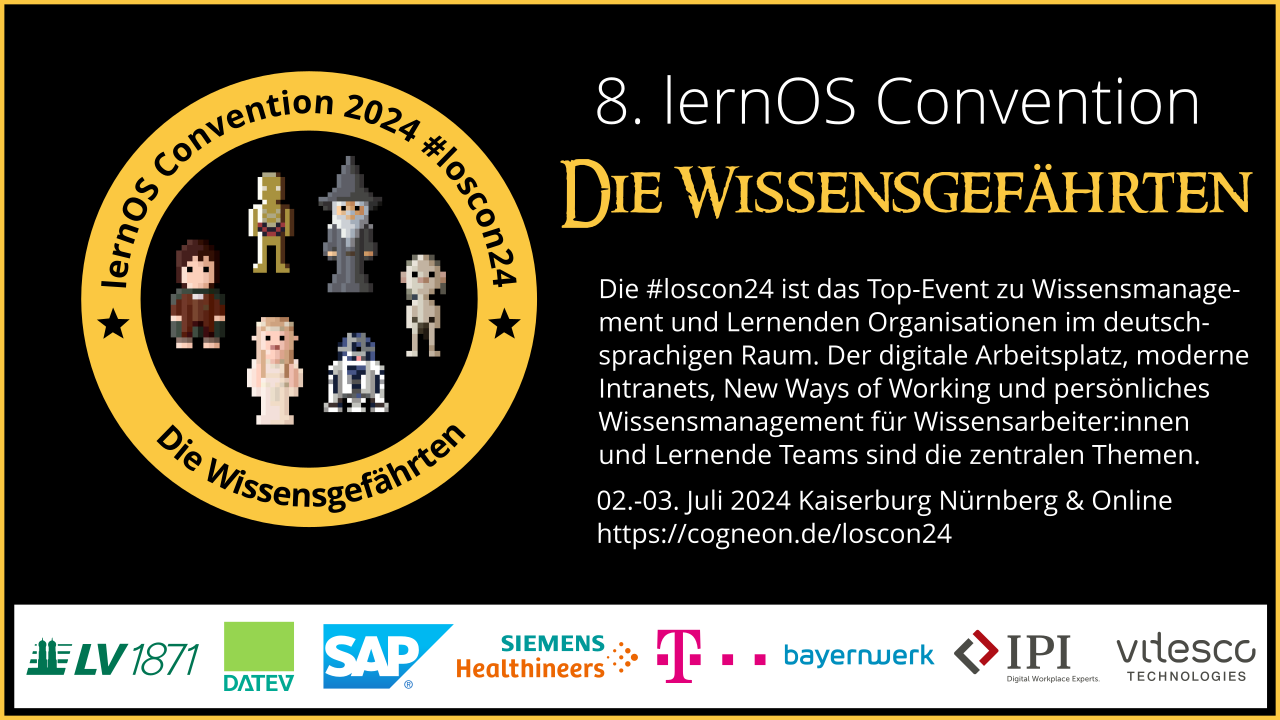 lernOS Convention 2024 #loscon24
Die Wissensgefährten
8. lernOS Convention
Die Wissensgefährten
Die #loscon24 ist das Top-Event zu Wissensmanage-
ment und Lernenden Organisationen im deutsch-
sprachigen Raum. Der digitale Arbeitsplatz, moderne
Intranets, New Ways of Working und persönliches
Wissensmanagement für Wissensarbeiter:innen
und Lernende Teams sind die zentralen Themen.
02.-03. Juli 2024 Kaiserburg Nürnberg & Online
https://cogneon.de/loscon24
LV 1871
DATEV
SAP®
SIEMENS
Healthineers
T
bayernwerk
IPI
Digital Workplace Experts.
vitesco
TECHNOLOGIES